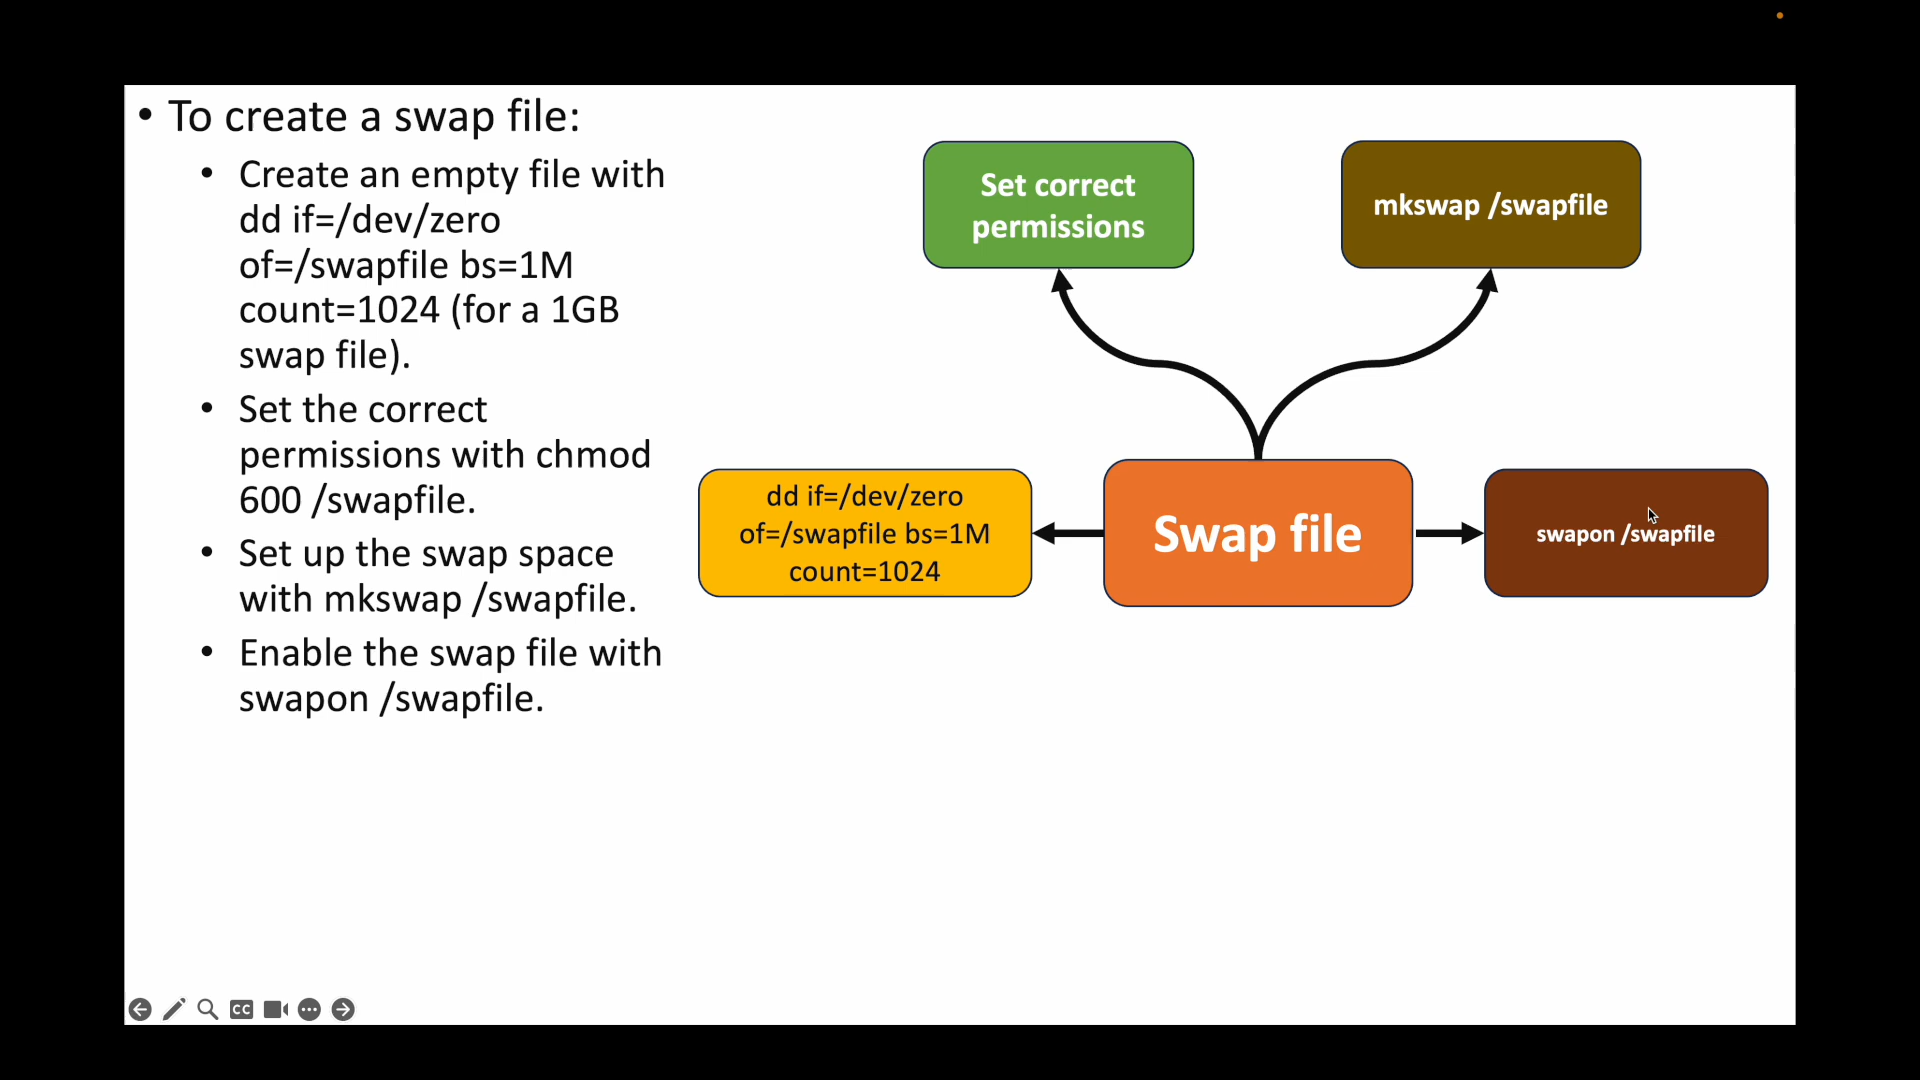 • To create a swap file:
• Create an empty file with
dd if=/dev/zero
of=/swapfile bs=1M
count=1024 (for a 1GB
swap file).
• Set the correct
permissions with chmod
600 /swapfile.
• Set up the swap space
with mkswap /swapfile.
• Enable the swap file with
swapon /swapfile.
Set correct
permissions
mkswap /swapfile
dd if=/dev/zero
of=/swapfile bs=1M
count=1024
Swap file
swapon /swapfile
CC